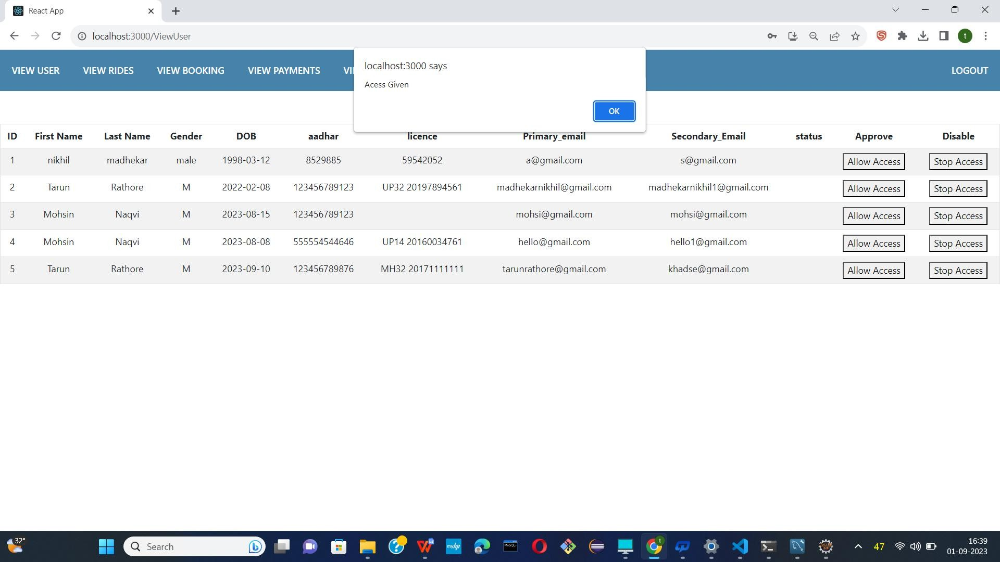 React App
localhost:3000/ViewUser
t
VIEW USER VIEW RIDES VIEW BOOKING VIEW PAYMENTS LOGOUT
localhost:3000 says
Acess Given
OK
ID First Name Last Name Gender DOB aadhar licence Primary_email Secondary_Email status Approve Disable
1 nikhil madhekar male 1998-03-12 8529885 59542052 a@gmail.com s@gmail.com Allow Access Stop Access
2 Tarun Rathore M 2022-02-08 123456789123 UP32 20197894561 madhekarnikhil@gmail.com madhekarnikhil1@gmail.com Allow Access Stop Access
3 Mohsin Naqvi M 2023-08-15 123456789123 mohsi@gmail.com mohsi@gmail.com Allow Access Stop Access
4 Mohsin Naqvi M 2023-08-08 555554544646 UP14 20160034761 hello@gmail.com hello1@gmail.com Allow Access Stop Access
5 Tarun Rathore M 2023-09-10 123456789876 MH32 20171111111 tarunrathore@gmail.com khadse@gmail.com Allow Access Stop Access
32°
Search
myhp
MySQL
t
47
16:39
01-09-2023